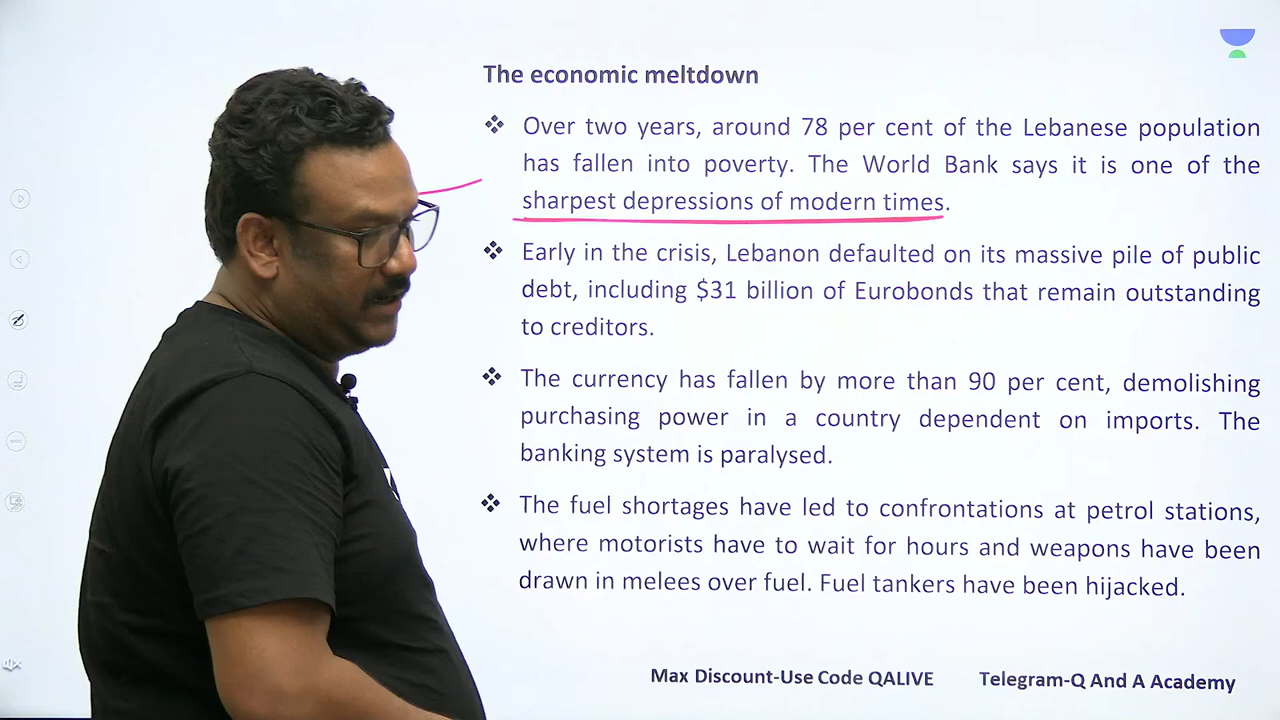 The economic meltdown
❖ Over two years, around 78 per cent of the Lebanese population
has fallen into poverty. The World Bank says it is one of the
sharpest depressions of modern times.
❖ Early in the crisis, Lebanon defaulted on its massive pile of public
debt, including $31 billion of Eurobonds that remain outstanding
to creditors.
❖ The currency has fallen by more than 90 per cent, demolishing
purchasing power in a country dependent on imports. The
banking system is paralysed.
❖ The fuel shortages have led to confrontations at petrol stations,
where motorists have to wait for hours and weapons have been
drawn in melees over fuel. Fuel tankers have been hijacked.
Max Discount-Use Code QALIVE Telegram-Q And A Academy